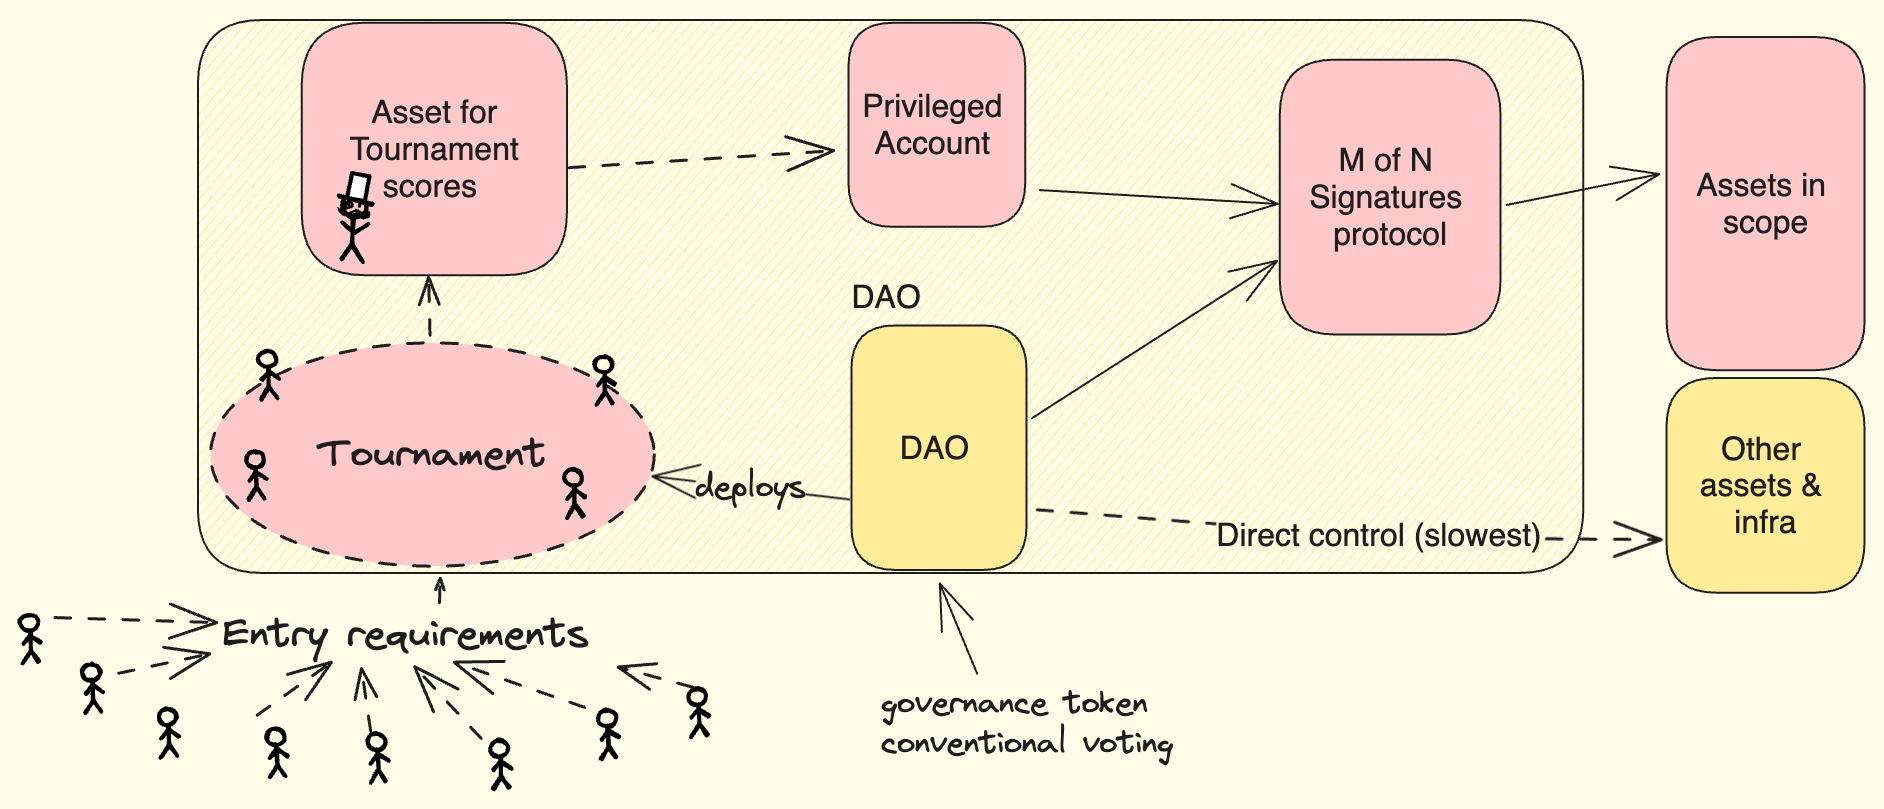 Asset for
Tournament
scores
Privileged
Account
M of N
Signatures
protocol
Assets in
scope
DAO
DAO
Tournament
deploys
Direct control (slowest)
Other
assets &
infra
Entry requirements
governance token
conventional voting